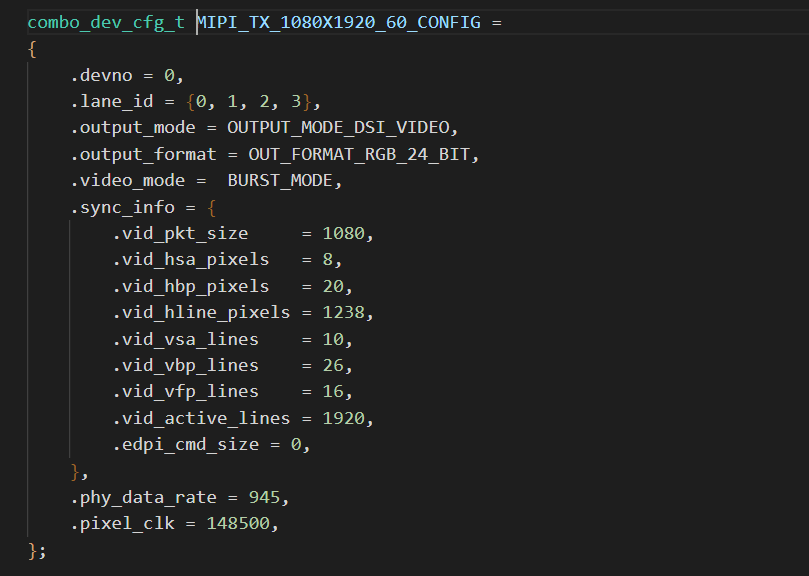 combo_dev_cfg_t MIPI_TX_1080X1920_60_CONFIG =
{
    .devno = 0,
    .lane_id = {0, 1, 2, 3},
    .output_mode = OUTPUT_MODE_DSI_VIDEO,
    .output_format = OUT_FORMAT_RGB_24_BIT,
    .video_mode =  BURST_MODE,
    .sync_info = {
        .vid_pkt_size     = 1080,
        .vid_hsa_pixels   = 8,
        .vid_hbp_pixels   = 20,
        .vid_hline_pixels = 1238,
        .vid_vsa_lines    = 10,
        .vid_vbp_lines    = 26,
        .vid_vfp_lines    = 16,
        .vid_active_lines = 1920,
        .edpi_cmd_size = 0,
    },
    .phy_data_rate = 945,
    .pixel_clk = 148500,
};